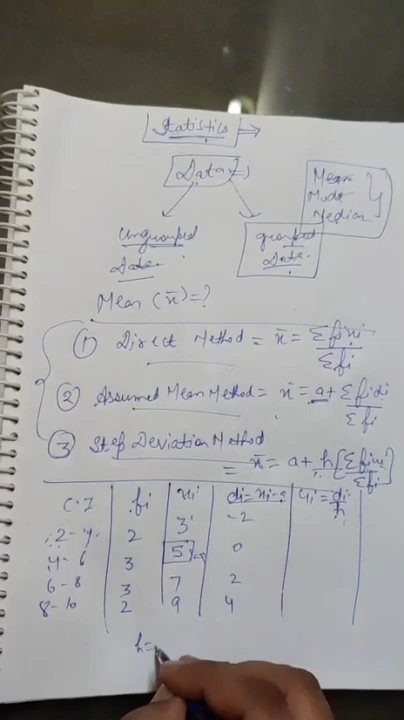 Statistics ⇒
Data ⇒
Mean
Mode
Median
ungrouped
Data.
grouped
Data.
Mean (x̄) = ?
① Direct Method = x̄ = Σfixi / Σfi
② Assumed Mean Method = x̄ = a + Σfidi / Σfi
③ Step Deviation Method
= x̄ = a + h [Σfiui / Σfi]
C.I fi xi di = xi - a ui = di/h
2-4 2 3 -2
4-6 3 5 = a 0
6-8 3 7 2
8-10 2 9 4
h =